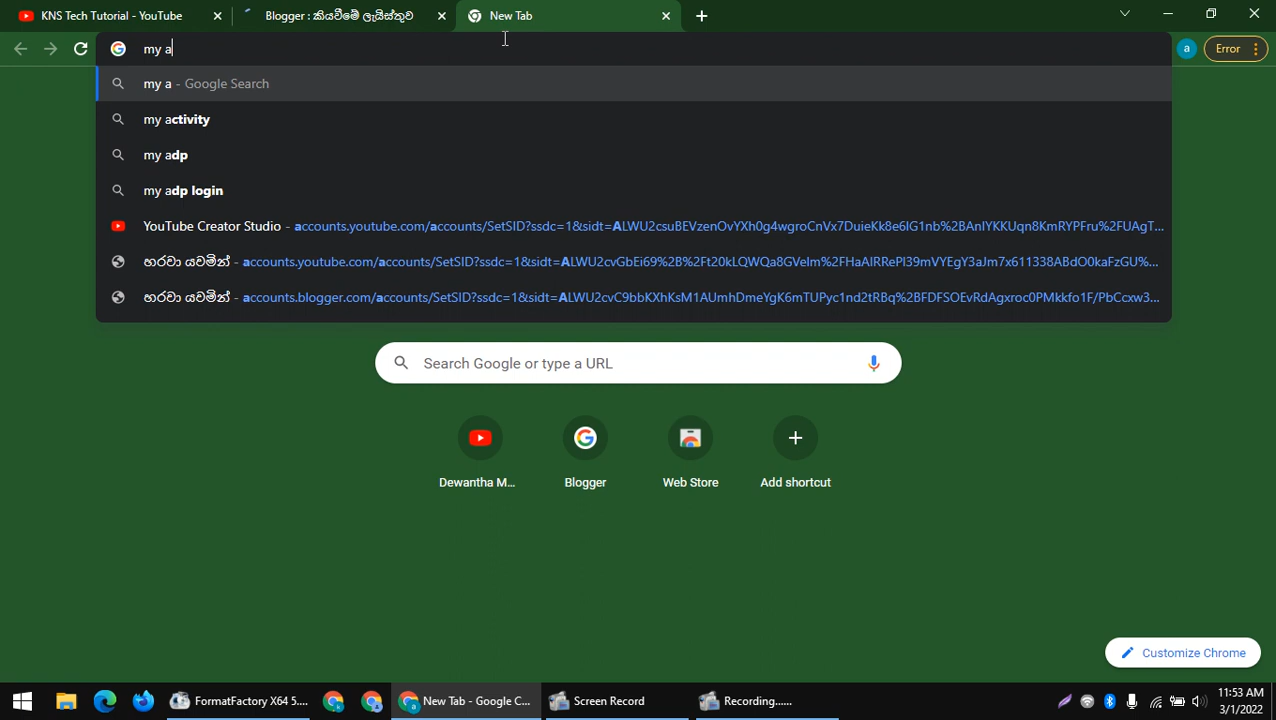 KNS Tech Tutorial - YouTube
Blogger : කියවීමේ ලැයිස්තුව
New Tab
my a
a
Error
my a - Google Search
my activity
my adp
my adp login
YouTube Creator Studio - accounts.youtube.com/accounts/SetSID?ssdc=1&sidt=ALWU2csuBEVzenOvYXh0g4wgroCnVx7DuieKk8e6lG1nb%2BAnIYKKUqn8KmRYPFru%2FUAgT...
හරවා යවමින් - accounts.youtube.com/accounts/SetSID?ssdc=1&sidt=ALWU2cvGbEi69%2B%2Ft20kLQWQa8GVelm%2FHaAlRRePl39mVYEgY3aJm7x611338ABdO0kaFzGU%...
හරවා යවමින් - accounts.blogger.com/accounts/SetSID?ssdc=1&sidt=ALWU2cvC9bbKXhKsM1AUmhDmeYgK6mTUPyc1nd2tRBq%2BFDFSOEvRdAgxroc0PMkkfo1F/PbCcxw3...
Search Google or type a URL
Dewantha M...
Blogger
Web Store
Add shortcut
Customize Chrome
FormatFactory X64 5....
New Tab - Google C...
Screen Record
Recording......
11:53 AM
3/1/2022